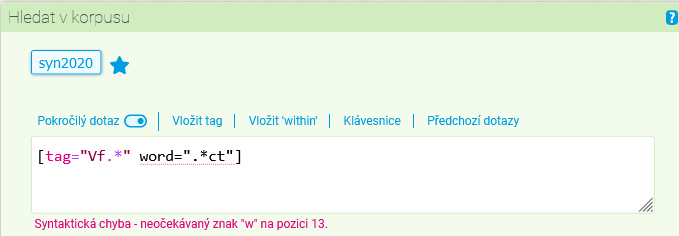 Hledat v korpusu
?
syn2020
Pokročilý dotaz Vložit tag Vložit 'within' Klávesnice Předchozí dotazy
[tag="Vf.*" word=".*ct"]
Syntaktická chyba - neočekávaný znak "w" na pozici 13.